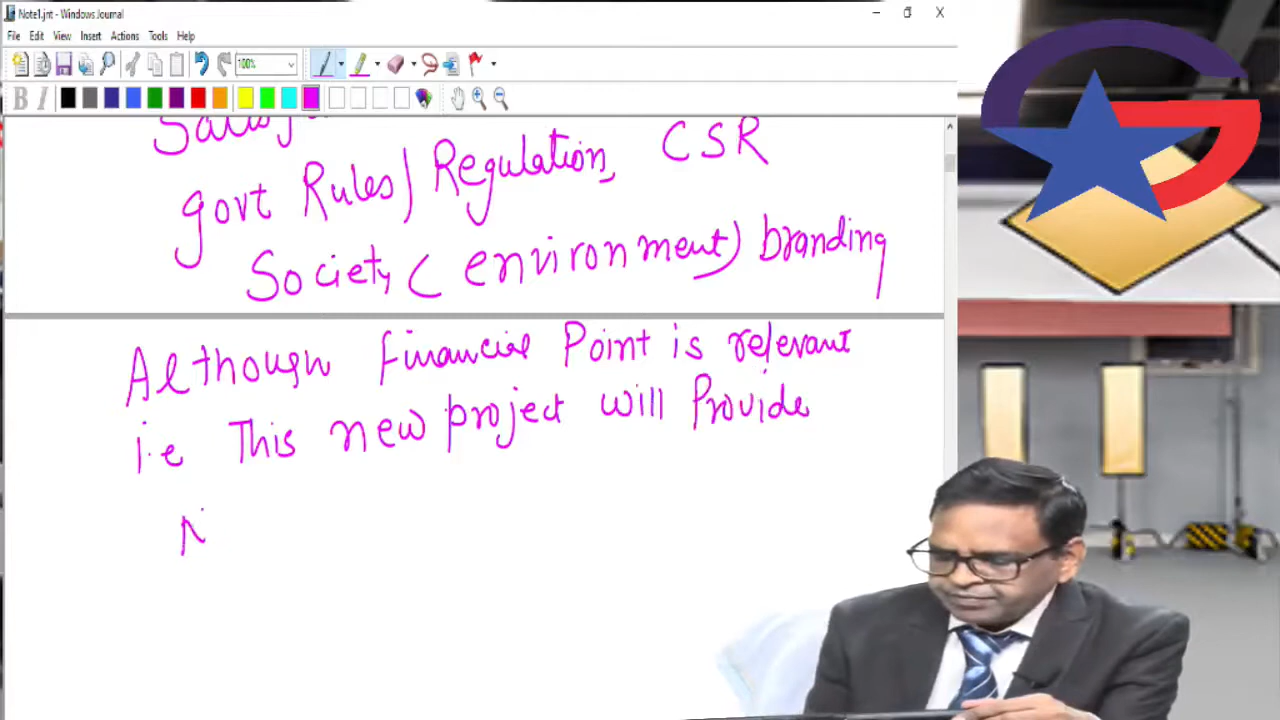 Note1.jnt - Windows Journal
File Edit View Insert Actions Tools Help
100%
B I
govt Rules) Regulation, CSR
Society (environment) branding
Although financial Point is relevant
i.e This new project will Provide
N